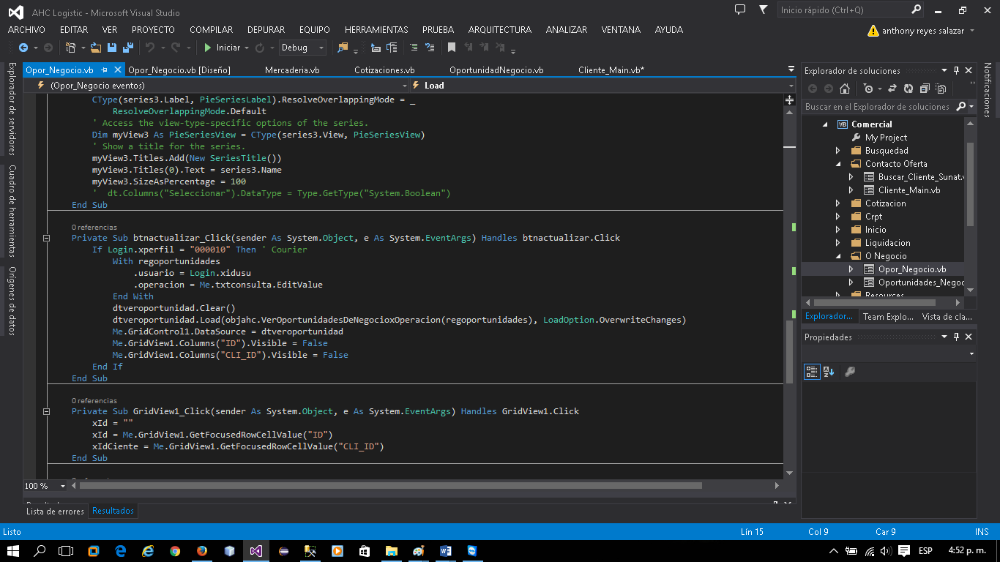 AHC Logistic - Microsoft Visual Studio
Inicio rápido (Ctrl+Q)
ARCHIVO EDITAR VER PROYECTO COMPILAR DEPURAR EQUIPO HERRAMIENTAS PRUEBA ARQUITECTURA ANALIZAR VENTANA AYUDA
anthony reyes salazar
Iniciar Debug
Opor_Negocio.vb Opor_Negocio.vb [Diseño] Mercaderia.vb Cotizaciones.vb OportunidadNegocio.vb Cliente_Main.vb*
(Opor_Negocio eventos) Load
Explorador de servidores
Cuadro de herramientas
Orígenes de datos
CType(series3.Label, PieSeriesLabel).ResolveOverlappingMode = _
ResolveOverlappingMode.Default
' Access the view-type-specific options of the series.
Dim myView3 As PieSeriesView = CType(series3.View, PieSeriesView)
' Show a title for the series.
myView3.Titles.Add(New SeriesTitle())
myView3.Titles(0).Text = series3.Name
myView3.SizeAsPercentage = 100
'  dt.Columns("Seleccionar").DataType = Type.GetType("System.Boolean")
End Sub
0 referencias
Private Sub btnactualizar_Click(sender As System.Object, e As System.EventArgs) Handles btnactualizar.Click
If Login.xperfil = "000010" Then ' Courier
With regoportunidades
.usuario = Login.xidusu
.operacion = Me.txtconsulta.EditValue
End With
dtveroportunidad.Clear()
dtveroportunidad.Load(objahc.VerOportunidadesDeNegocioxOperacion(regoportunidades), LoadOption.OverwriteChanges)
Me.GridControl1.DataSource = dtveroportunidad
Me.GridView1.Columns("ID").Visible = False
Me.GridView1.Columns("CLI_ID").Visible = False
End If
End Sub
0 referencias
Private Sub GridView1_Click(sender As System.Object, e As System.EventArgs) Handles GridView1.Click
xId = ""
xId = Me.GridView1.GetFocusedRowCellValue("ID")
xIdCiente = Me.GridView1.GetFocusedRowCellValue("CLI_ID")
End Sub
100 %
Lista de errores Resultados
Explorador de soluciones
Buscar en el Explorador de soluciones
VB Comercial
My Project
Busquedad
Contacto Oferta
Buscar_Cliente_Sunat.v
Cliente_Main.vb
Cotizacion
Crpt
Inicio
Liquidacion
O Negocio
Opor_Negocio.vb
Oportunidades_Negoc
Resources
Explorador... Team Explo... Vista de cla...
Propiedades
Notificaciones
Listo Lín 15 Col 9 Car 9 INS
ESP 4:52 p. m.